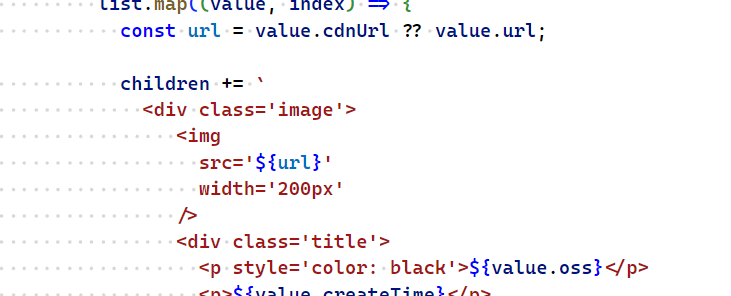 list.map((value, index) => {
const url = value.cdnUrl ?? value.url;
children += `
<div class='image'>
<img
src='${url}'
width='200px'
/>
<div class='title'>
<p style='color: black'>${value.oss}</p>
<p>${value.createTime}</p>